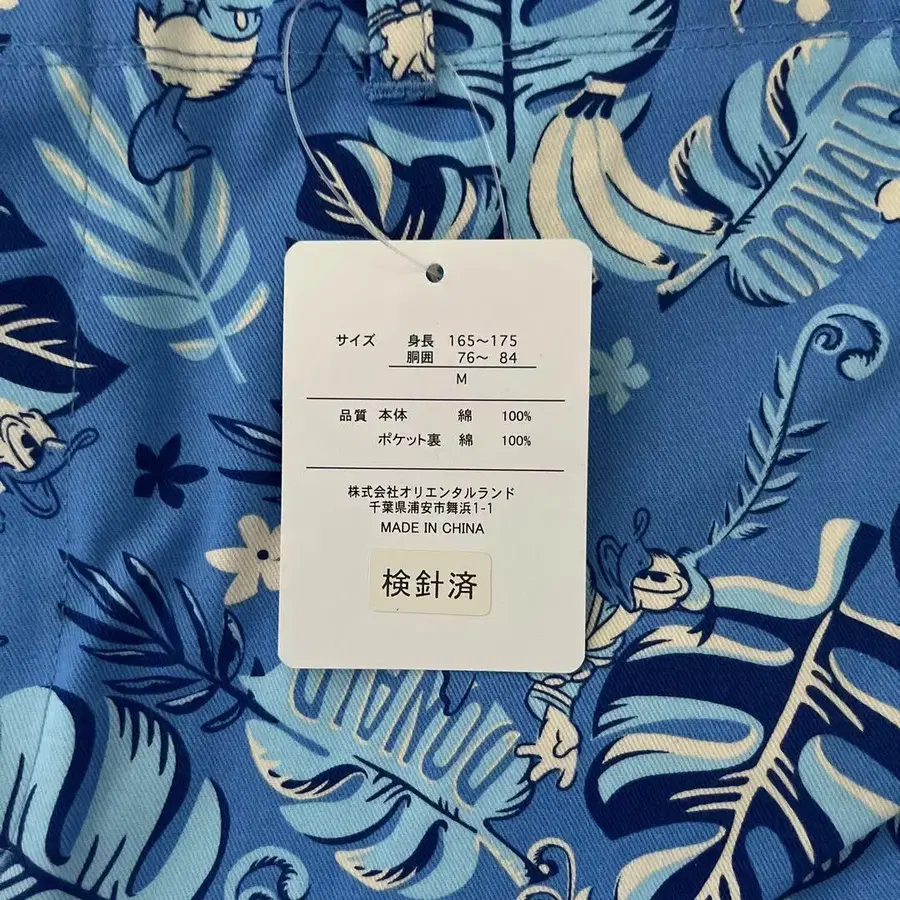 DONALD
サイズ 身長 165～175
胴囲 76～ 84
M
品質 本体 綿 100%
ポケット裏 綿 100%
株式会社オリエンタルランド
千葉県浦安市舞浜1-1
MADE IN CHINA
検針済
DONALD